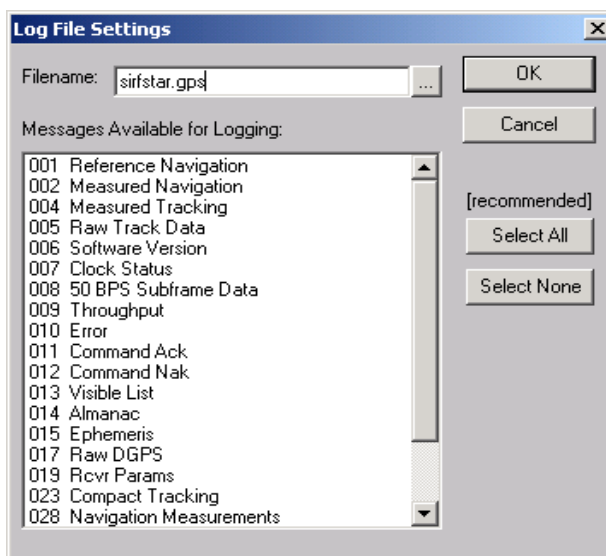 Log File Settings
Filename: sirfstar.gps ... OK
Cancel
Messages Available for Logging:
001 Reference Navigation
002 Measured Navigation
004 Measured Tracking
005 Raw Track Data
006 Software Version
007 Clock Status
008 50 BPS Subframe Data
009 Throughput
010 Error
011 Command Ack
012 Command Nak
013 Visible List
014 Almanac
015 Ephemeris
017 Raw DGPS
019 Rcvr Params
023 Compact Tracking
028 Navigation Measurements
[recommended]
Select All
Select None